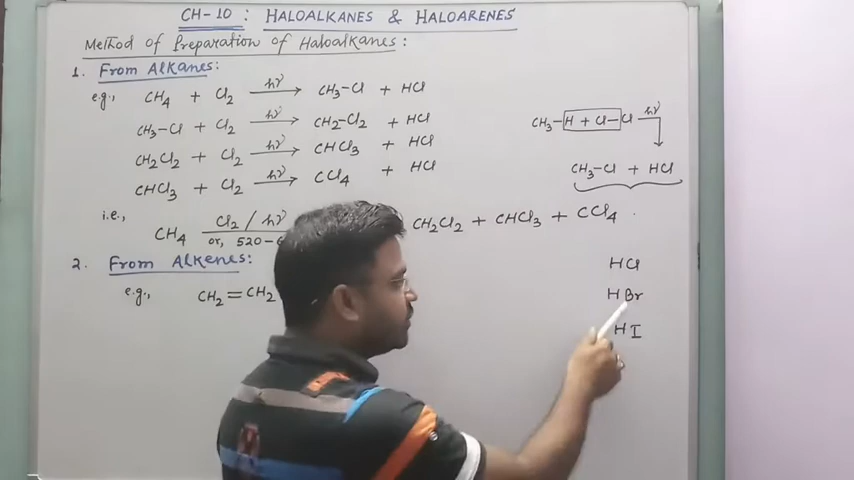 CH-10 : HALOALKANES & HALOARENES
Method of Preparation of Haloalkanes :
1. From Alkanes :
e.g., CH₄ + Cl₂ —hν→ CH₃-Cl + HCl
CH₃-Cl + Cl₂ —hν→ CH₂-Cl₂ + HCl
CH₂Cl₂ + Cl₂ —hν→ CHCl₃ + HCl
CHCl₃ + Cl₂ —hν→ CCl₄ + HCl
i.e., CH₄ Cl₂ / hν or, 520- CH₂Cl₂ + CHCl₃ + CCl₄
2. From Alkenes :
e.g., CH₂=CH₂
CH₃-H + Cl-Cl —hν→
CH₃-Cl + HCl
HCl
HBr
HI